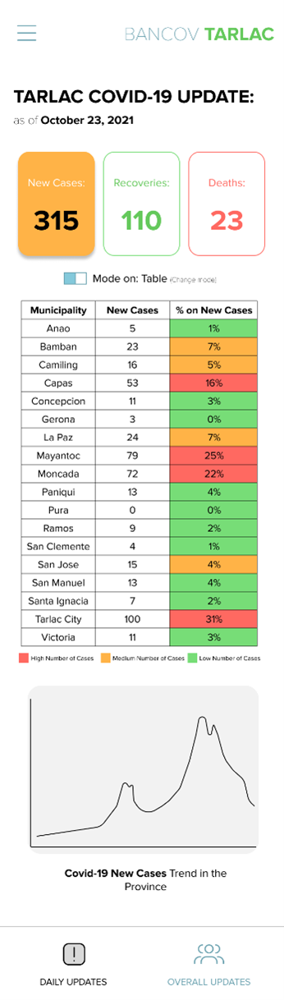 BANCOV TARLAC
TARLAC COVID-19 UPDATE:
as of October 23, 2021
New Cases: Recoveries: Deaths:
315 110 23
Mode on: Table (Change mode)
Municipality New Cases % on New Cases
Anao 5 1%
Bamban 23 7%
Camiling 16 5%
Capas 53 16%
Concepcion 11 3%
Gerona 3 0%
La Paz 24 7%
Mayantoc 79 25%
Moncada 72 22%
Paniqui 13 4%
Pura 0 0%
Ramos 9 2%
San Clemente 4 1%
San Jose 15 4%
San Manuel 13 4%
Santa Ignacia 7 2%
Tarlac City 100 31%
Victoria 11 3%
High Number of Cases Medium Number of Cases Low Number of Cases
Covid-19 New Cases Trend in the
Province
!
DAILY UPDATES OVERALL UPDATES